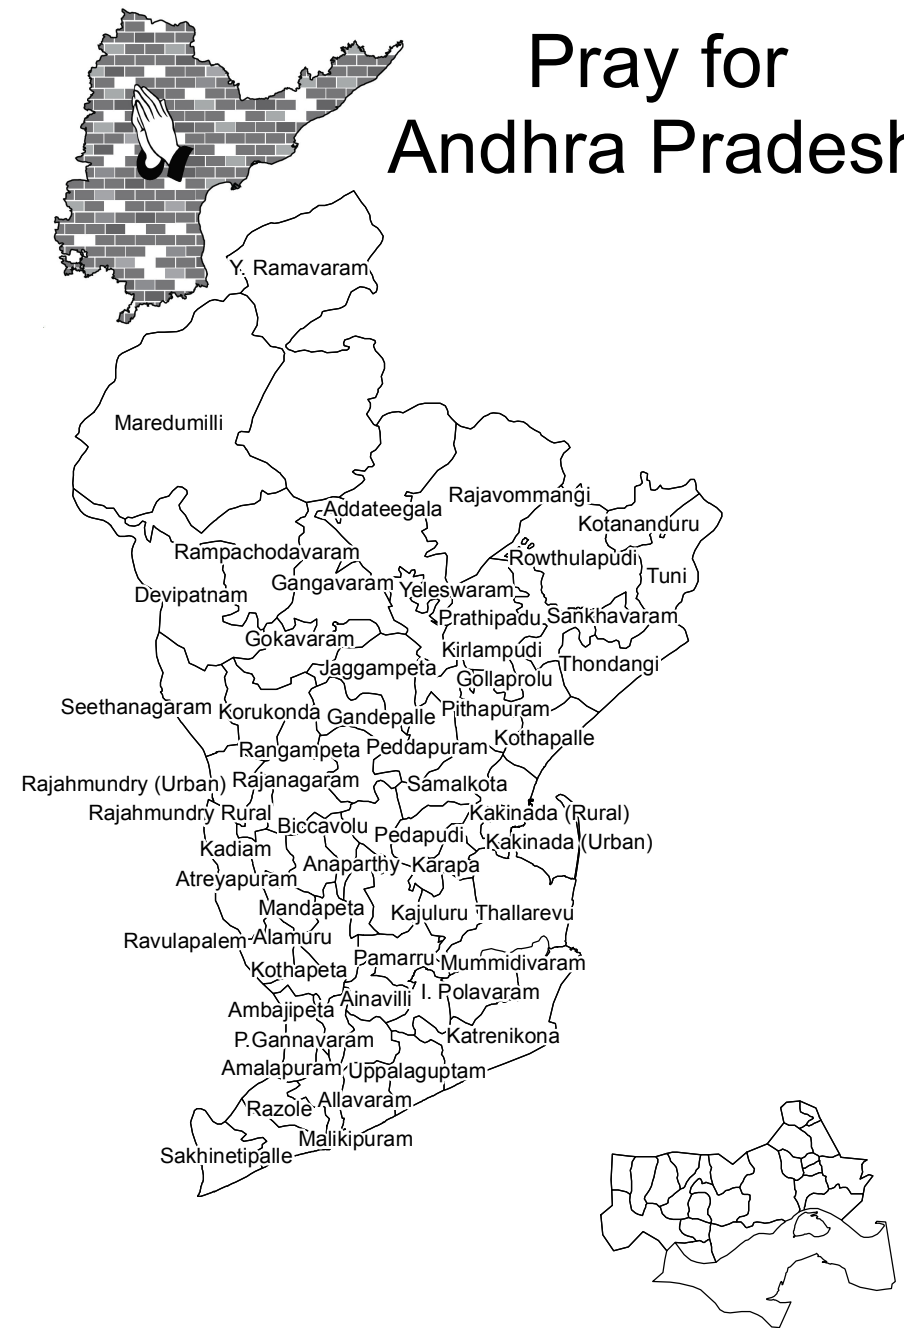 Pray for
Andhra Pradesh
Y. Ramavaram
Maredumilli
Rajavommangi
Addateegala
Kotananduru
Rampachodavaram
Rowthulapudi
Tuni
Gangavaram
Yeleswaram
Devipatnam
Prathipadu
Sankhavaram
Gokavaram
Kirlampudi
Thondangi
Jaggampeta
Gollaprolu
Seethanagaram
Korukonda
Gandepalle
Pithapuram
Kothapalle
Rangampeta
Peddapuram
Rajahmundry (Urban)
Rajanagaram
Samalkota
Rajahmundry Rural
Kakinada (Rural)
Biccavolu
Pedapudi
Kakinada (Urban)
Kadiam
Anaparthy
Karapa
Atreyapuram
Mandapeta
Kajuluru
Thallarevu
Ravulapalem
Alamuru
Pamarru
Mummidivaram
Kothapeta
Ainavilli
I. Polavaram
Ambajipeta
P.Gannavaram
Katrenikona
Amalapuram
Uppalaguptam
Razole
Allavaram
Malikipuram
Sakhinetipalle